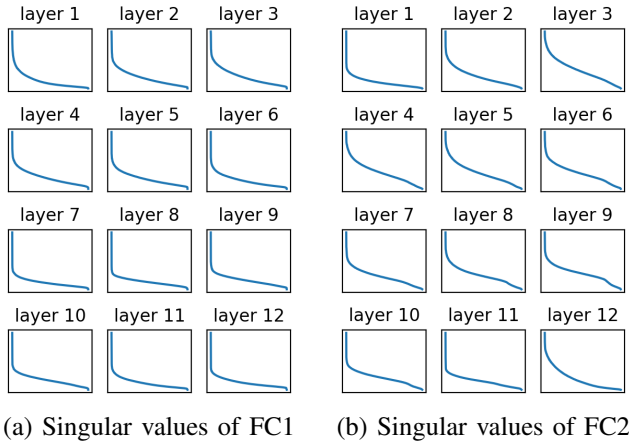 layer 1 layer 2 layer 3
layer 4 layer 5 layer 6
layer 7 layer 8 layer 9
layer 10 layer 11 layer 12
(a) Singular values of FC1
layer 1 layer 2 layer 3
layer 4 layer 5 layer 6
layer 7 layer 8 layer 9
layer 10 layer 11 layer 12
(b) Singular values of FC2